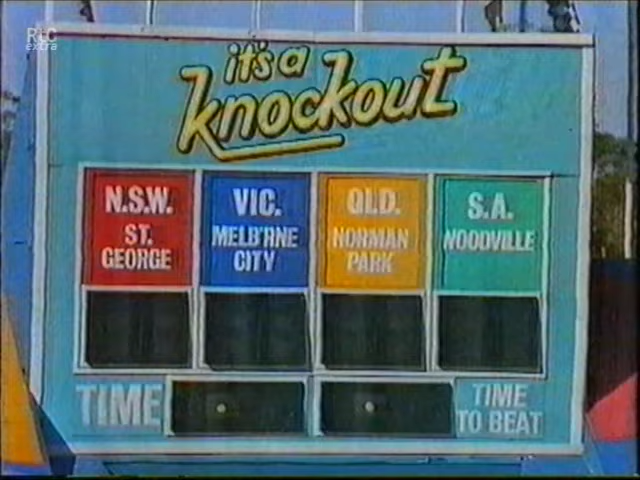 RTC
extra
it's a
knockout
N.S.W.
ST.
GEORGE
VIC.
MELB'RNE
CITY
QLD.
NORMAN
PARK
S.A.
WOODVILLE
TIME
TIME
TO BEAT